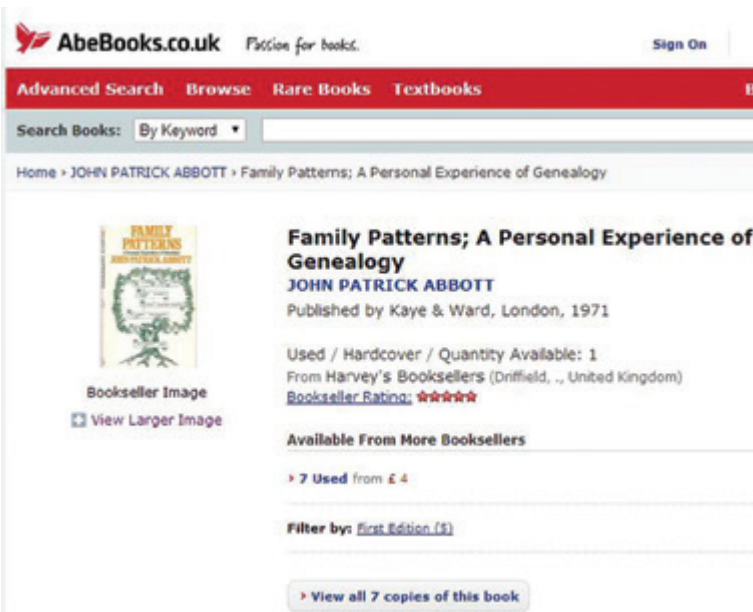 AbeBooks.co.uk Passion for books. Sign On
Advanced Search Browse Rare Books Textbooks B
Search Books: By Keyword
Home › JOHN PATRICK ABBOTT › Family Patterns; A Personal Experience of Genealogy
FAMILY
PATTERNS
JOHN PATRICK ABBOTT
Family Patterns; A Personal Experience of
Genealogy
JOHN PATRICK ABBOTT
Published by Kaye & Ward, London, 1971
Used / Hardcover / Quantity Available: 1
From Harvey's Booksellers (Driffield, ., United Kingdom)
Bookseller Rating:
Bookseller Image
View Larger Image
Available From More Booksellers
› 7 Used from £ 4
Filter by: First Edition (5)
› View all 7 copies of this book